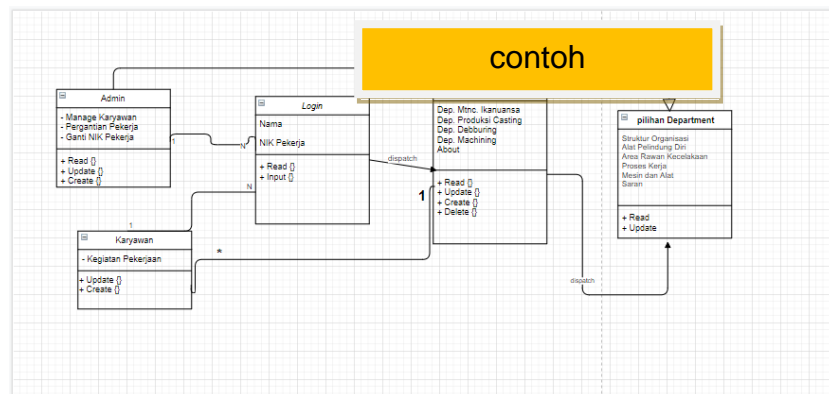 contoh
Admin
- Manage Karyawan
- Pergantian Pekerja
- Ganti NIK Pekerja
+ Read {}
+ Update {}
+ Create {}
1
N
Login
Nama
NIK Pekerja
+ Read {}
+ Input {}
dispatch
Dep. Mtnc. Ikanuansa
Dep. Produksi Casting
Dep. Debburing
Dep. Machining
About
+ Read {}
+ Update {}
+ Create {}
+ Delete {}
pilihan Department
Struktur Organisasi
Alat Pelindung Diri
Area Rawan Kecelakaan
Proses Kerja
Mesin dan Alat
Saran
+ Read
+ Update
N
1
1
*
Karyawan
- Kegiatan Pekerjaan
+ Update {}
+ Create {}
dispatch